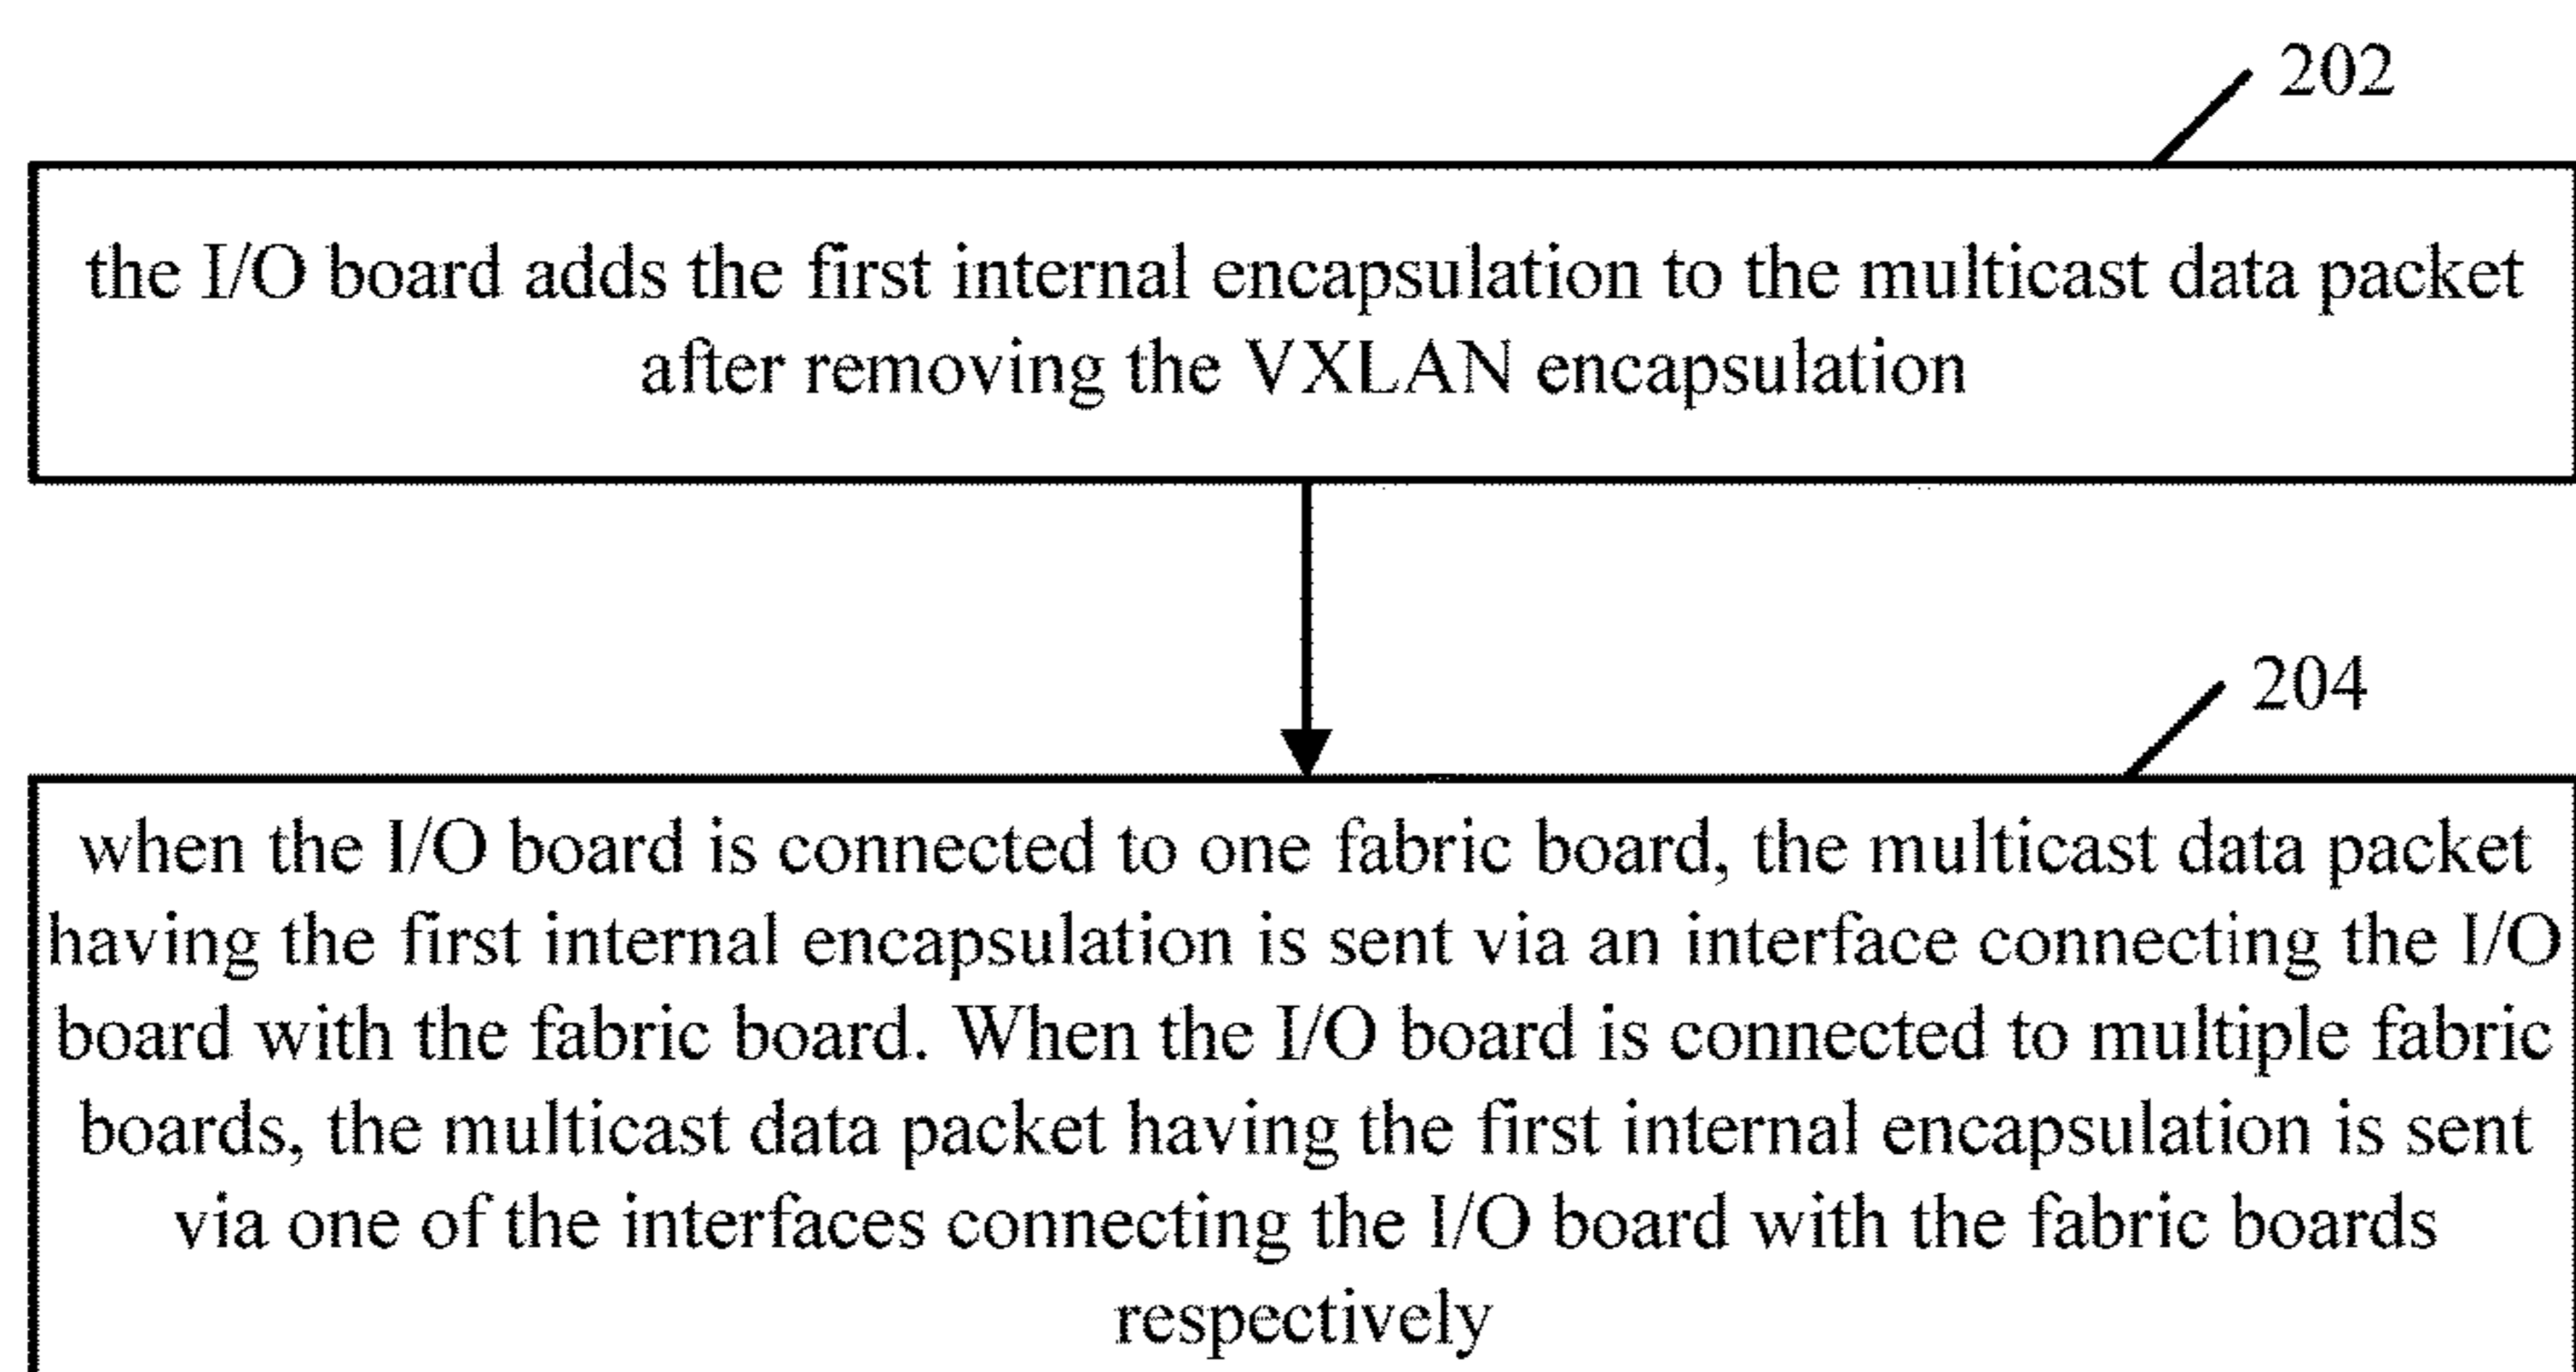 202
the I/O board adds the first internal encapsulation to the multicast data packet
after removing the VXLAN encapsulation
204
when the I/O board is connected to one fabric board, the multicast data packet
having the first internal encapsulation is sent via an interface connecting the I/O
board with the fabric board. When the I/O board is connected to multiple fabric
boards, the multicast data packet having the first internal encapsulation is sent
via one of the interfaces connecting the I/O board with the fabric boards
respectively